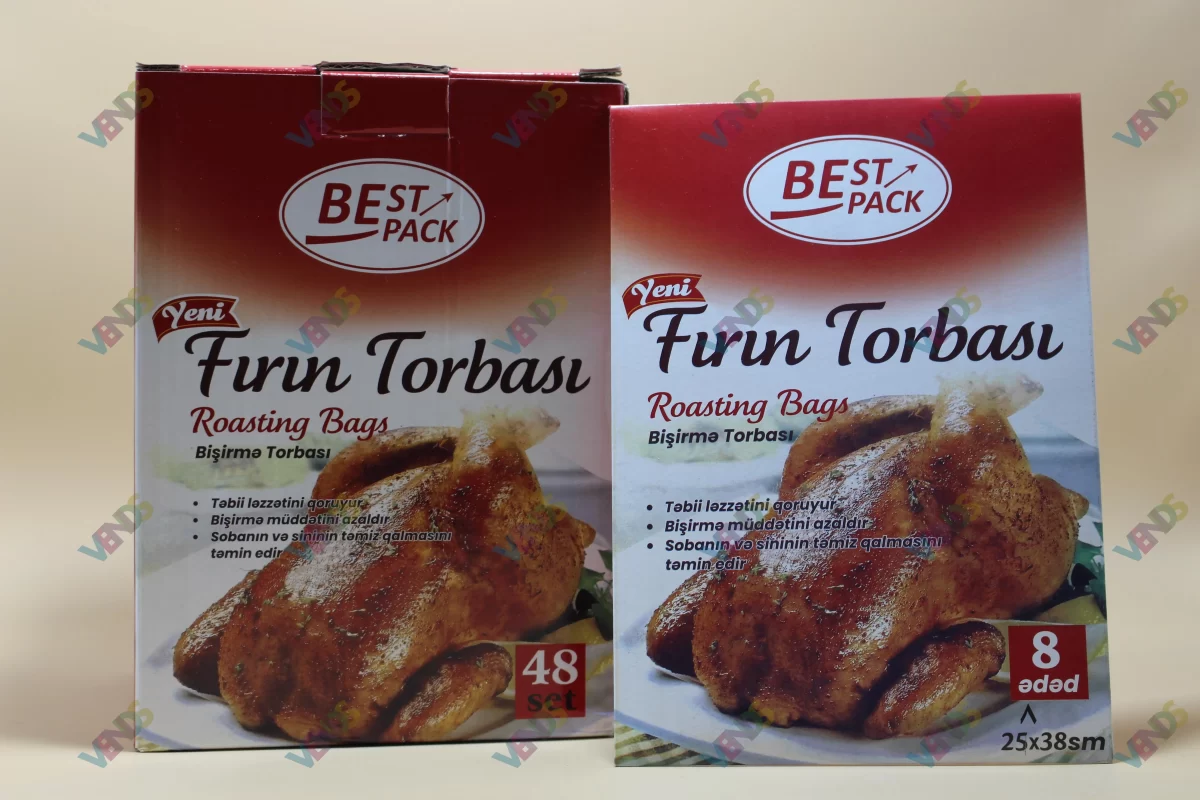 BEST
PACK
Yeni
Fırın Torbası
Roasting Bags
Bişirmə Torbası
• Təbii ləzzətini qoruyur
• Bişirmə müddətini azaldır
• Sobanın və sininin təmiz qalmasını
təmin edir
48
set
BEST
PACK
Yeni
Fırın Torbası
Roasting Bags
Bişirmə Torbası
• Təbii ləzzətini qoruyur
• Bişirmə müddətini azaldır
• Sobanın və sininin təmiz qalmasını
təmin edir
8
ədəd
25x38sm
VENDS